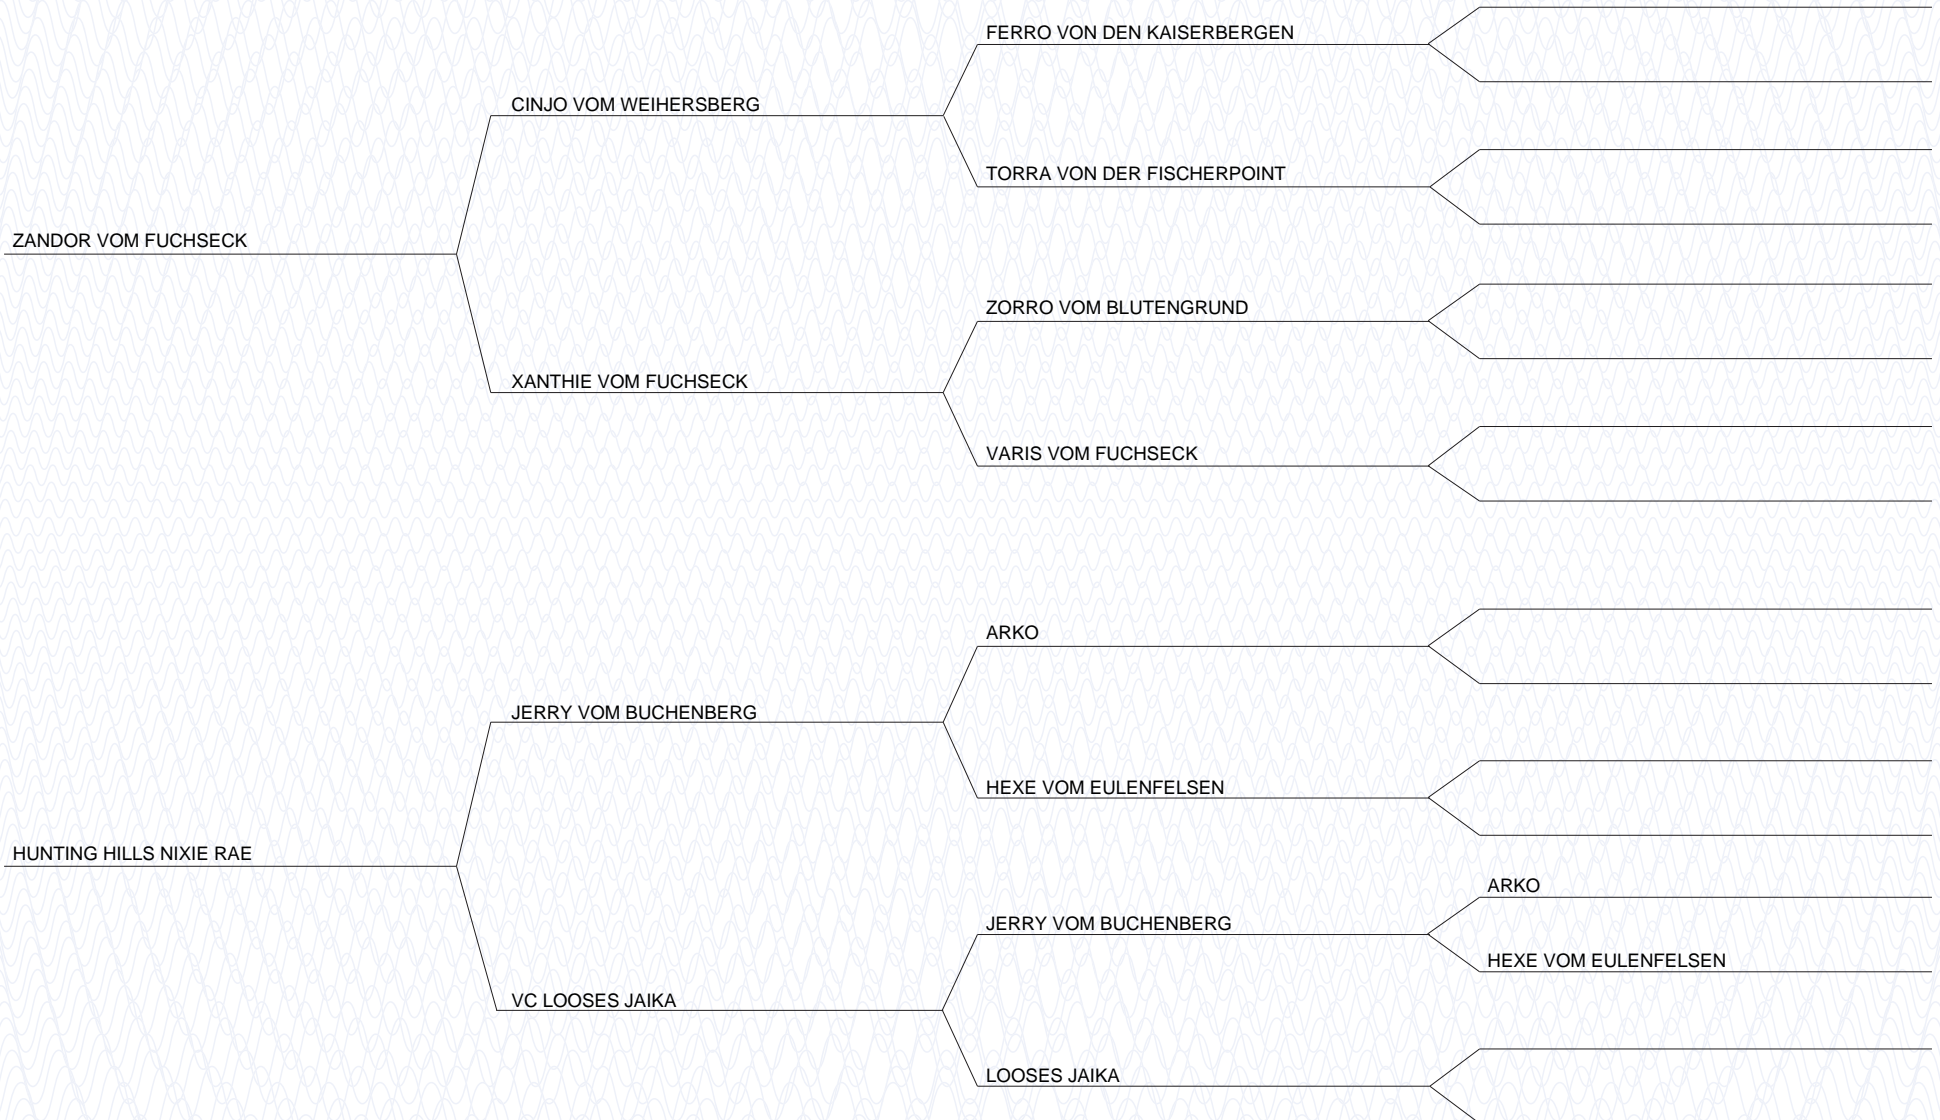 FERRO VON DEN KAISERBERGEN
CINJO VOM WEIHERSBERG
TORRA VON DER FISCHERPOINT
ZANDOR VOM FUCHSECK
ZORRO VOM BLUTENGRUND
XANTHIE VOM FUCHSECK
VARIS VOM FUCHSECK
ARKO
JERRY VOM BUCHENBERG
HEXE VOM EULENFELSEN
HUNTING HILLS NIXIE RAE
ARKO
JERRY VOM BUCHENBERG
HEXE VOM EULENFELSEN
VC LOOSES JAIKA
LOOSES JAIKA